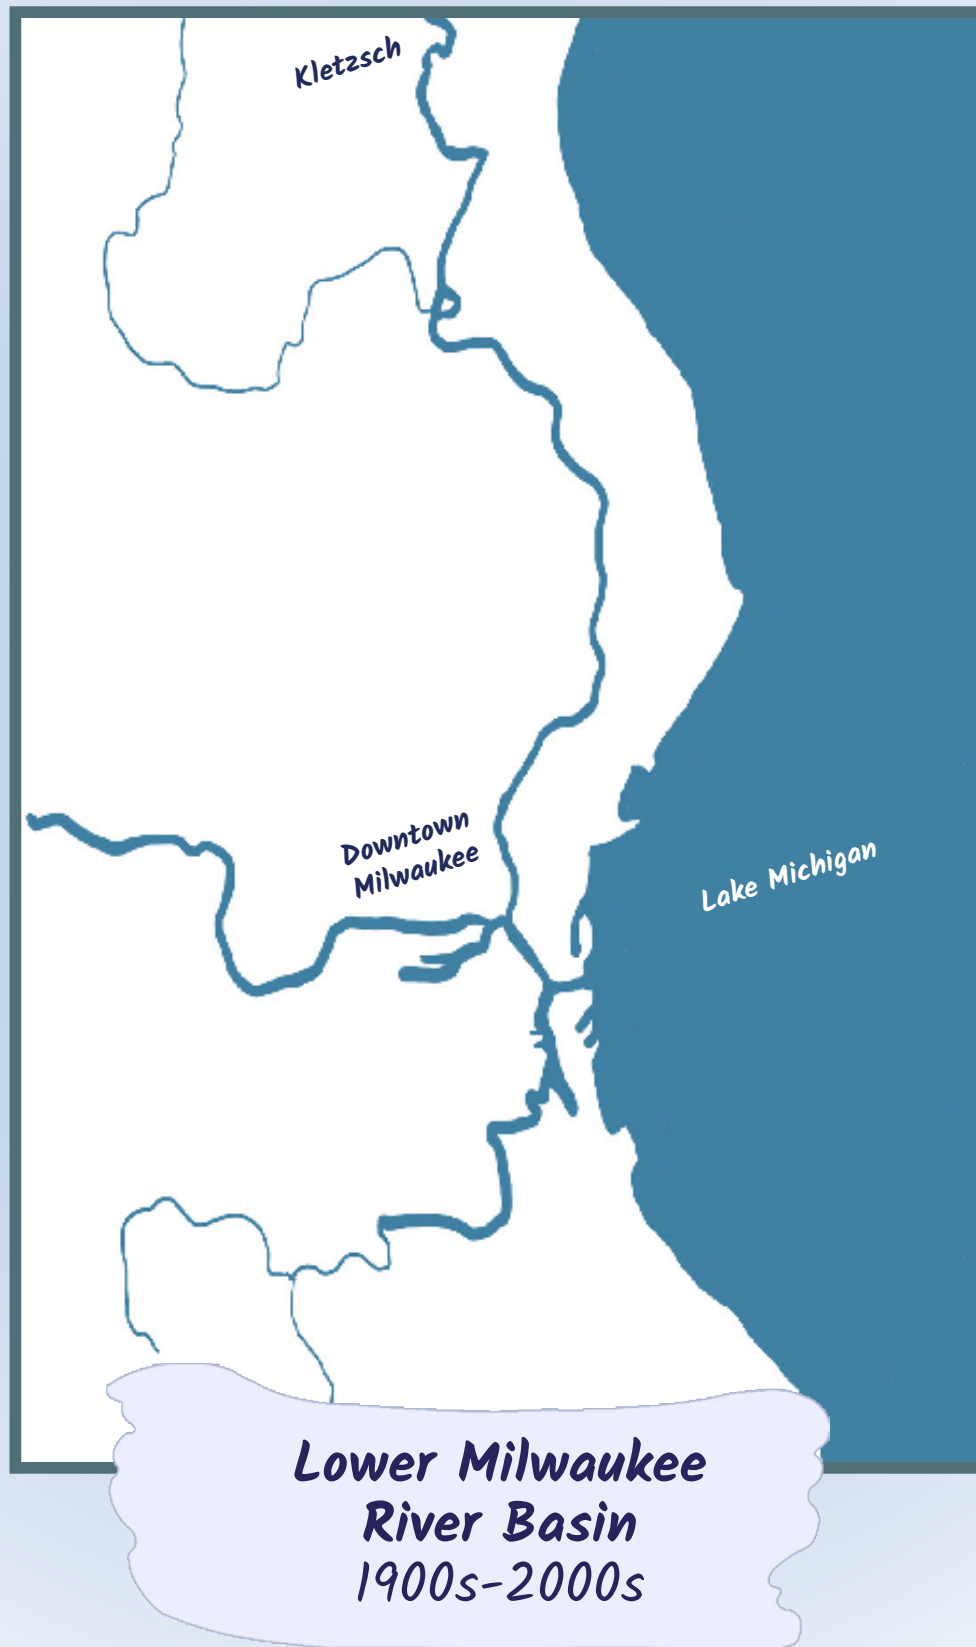 Kletzsch
Downtown
Milwaukee
Lake Michigan
Lower Milwaukee
River Basin
1900s-2000s